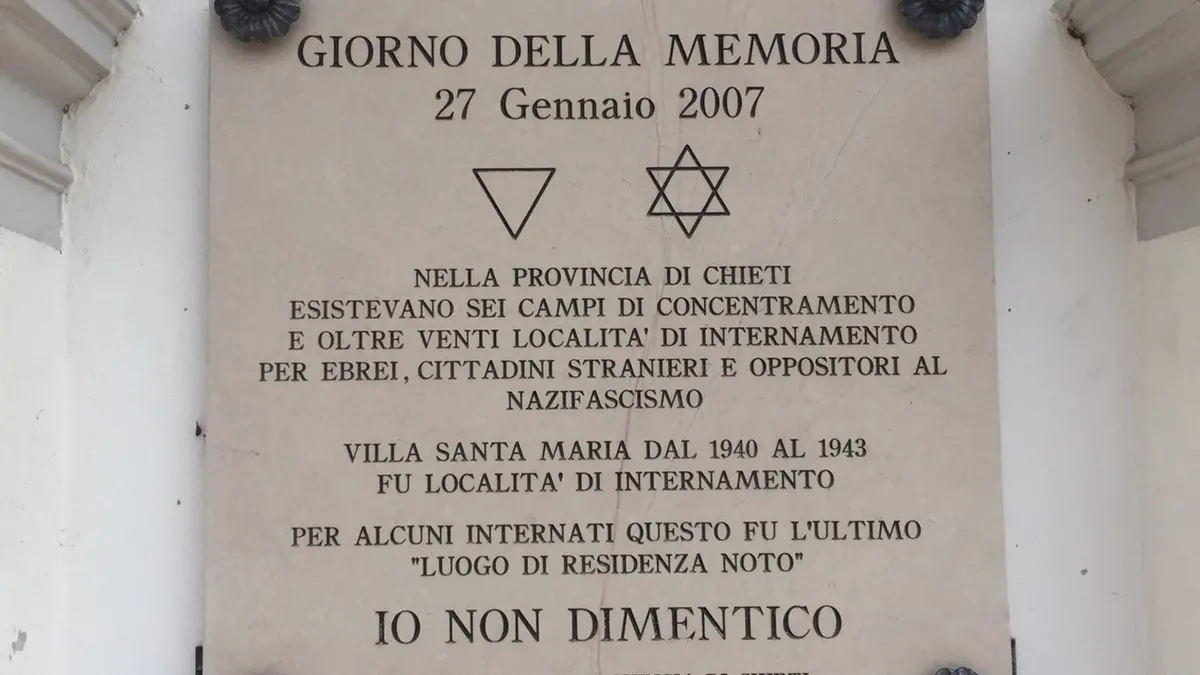 GIORNO DELLA MEMORIA
27 Gennaio 2007
NELLA PROVINCIA DI CHIETI
ESISTEVANO SEI CAMPI DI CONCENTRAMENTO
E OLTRE VENTI LOCALITA' DI INTERNAMENTO
PER EBREI, CITTADINI STRANIERI E OPPOSITORI AL
NAZIFASCISMO
VILLA SANTA MARIA DAL 1940 AL 1943
FU LOCALITA' DI INTERNAMENTO
PER ALCUNI INTERNATI QUESTO FU L'ULTIMO
"LUOGO DI RESIDENZA NOTO"
IO NON DIMENTICO
DI CHIETI